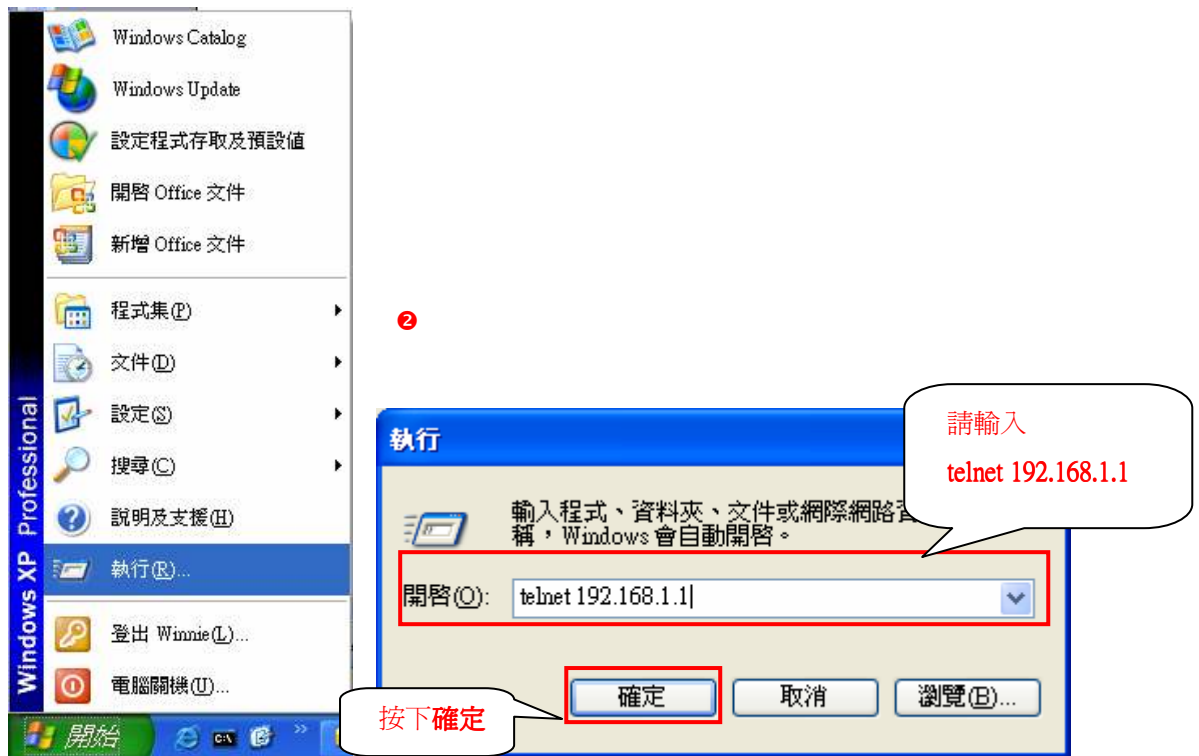 Windows Catalog
Windows Update
設定程式存取及預設值
開啓 Office 文件
新增 Office 文件
程式集(P)
文件(D)
設定(S)
搜尋(C)
說明及支援(H)
執行(R)...
登出 Winnie(L)...
電腦關機(U)...
Windows XP Professional
開始
❷
執行
輸入程式、資料夾、文件或網際網路
稱，Windows 會自動開啓。
開啓(O):
telnet 192.168.1.1
確定
取消
瀏覽(B)...
請輸入
telnet 192.168.1.1
按下確定